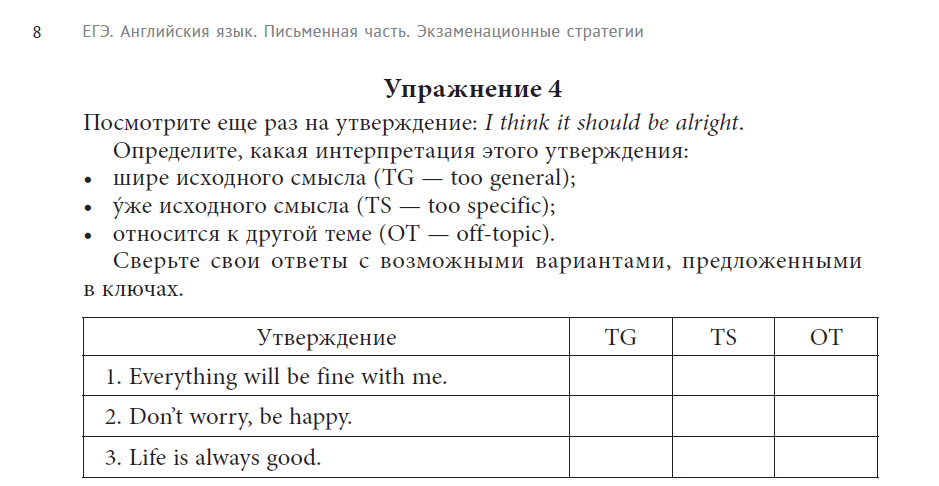 8 ЕГЭ. Английския язык. Письменная часть. Экзаменационные стратегии
Упражнение 4
Посмотрите еще раз на утверждение: I think it should be alright.
Определите, какая интерпретация этого утверждения:
• шире исходного смысла (TG — too general);
• у́же исходного смысла (TS — too specific);
• относится к другой теме (OT — off-topic).
Сверьте свои ответы с возможными вариантами, предложенными
в ключах.
Утверждение TG TS OT
1. Everything will be fine with me.
2. Don’t worry, be happy.
3. Life is always good.